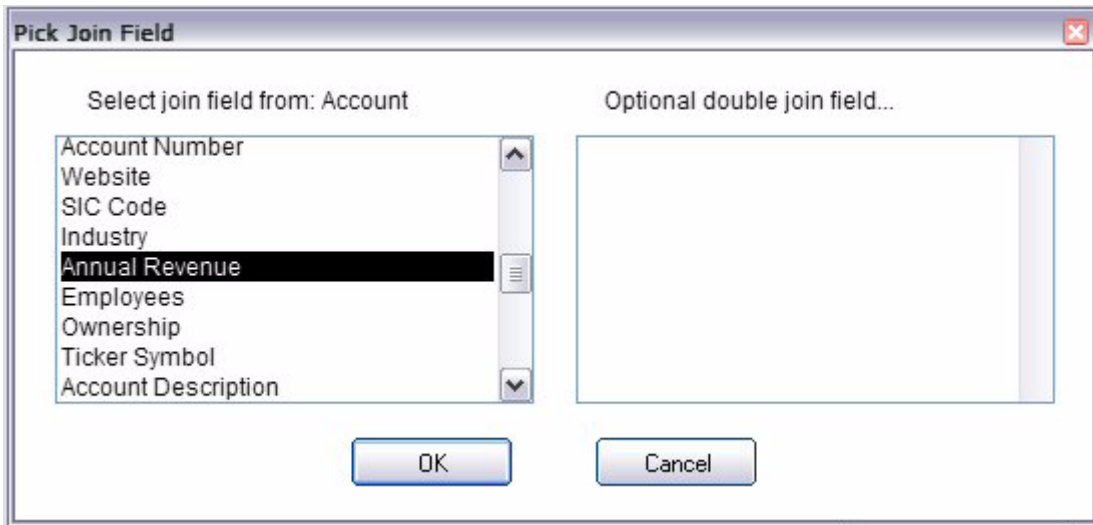 Pick Join Field
Select join field from: Account
Optional double join field...
Account Number
Website
SIC Code
Industry
Annual Revenue
Employees
Ownership
Ticker Symbol
Account Description
OK
Cancel